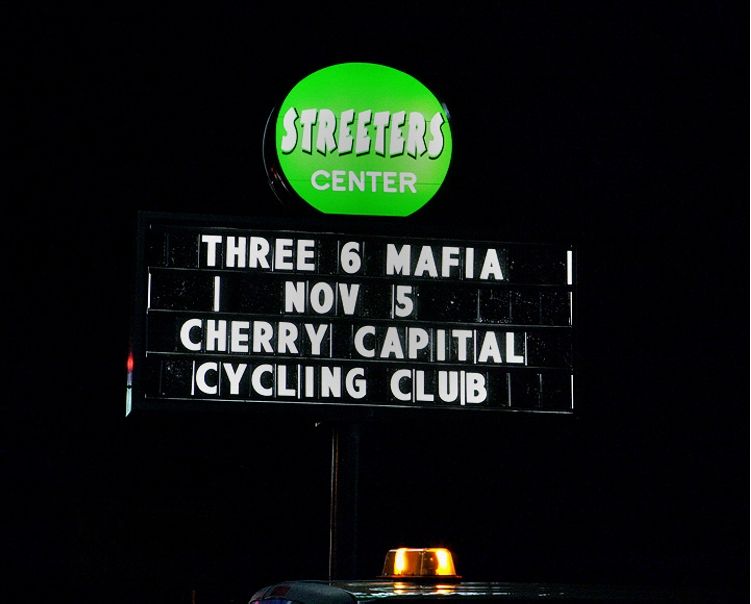 STREETERS
CENTER
THREE 6 MAFIA
NOV 5
CHERRY CAPITAL
CYCLING CLUB